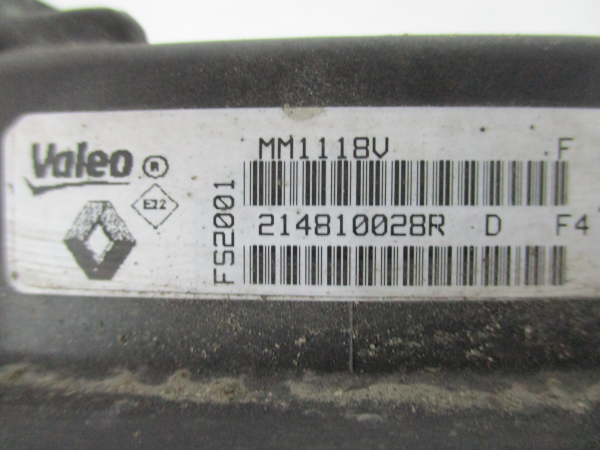 Valeo ®
MM1118V F
E22
FS2001
214810028R D F4